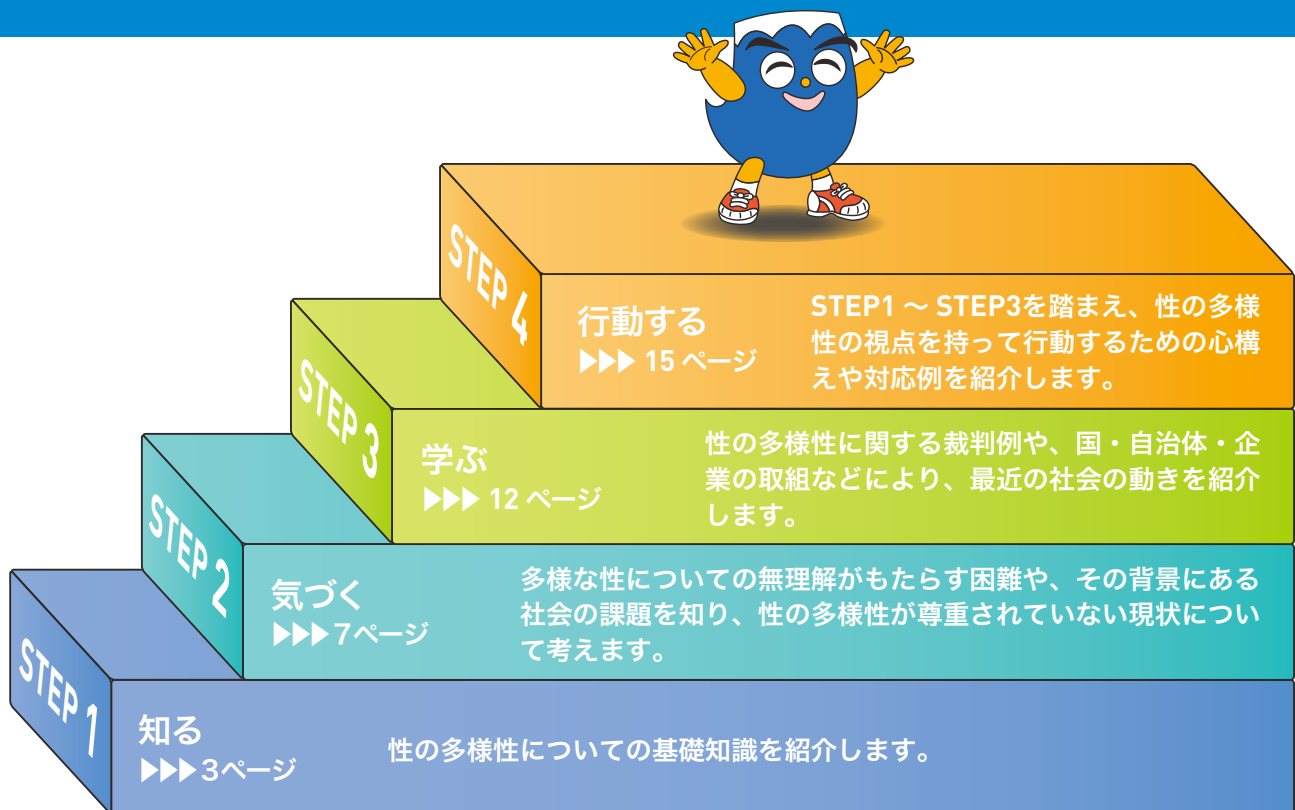 STEP 4
行動する
▶▶▶ 15 ページ
STEP1 ～ STEP3を踏まえ、性の多様
性の視点を持って行動するための心構
えや対応例を紹介します。
STEP 3
学ぶ
▶▶▶ 12 ページ
性の多様性に関する裁判例や、国・自治体・企
業の取組などにより、最近の社会の動きを紹介
します。
STEP 2
気づく
▶▶▶ 7ページ
多様な性についての無理解がもたらす困難や、その背景にある
社会の課題を知り、性の多様性が尊重されていない現状につい
て考えます。
STEP 1
知る
▶▶▶ 3ページ
性の多様性についての基礎知識を紹介します。